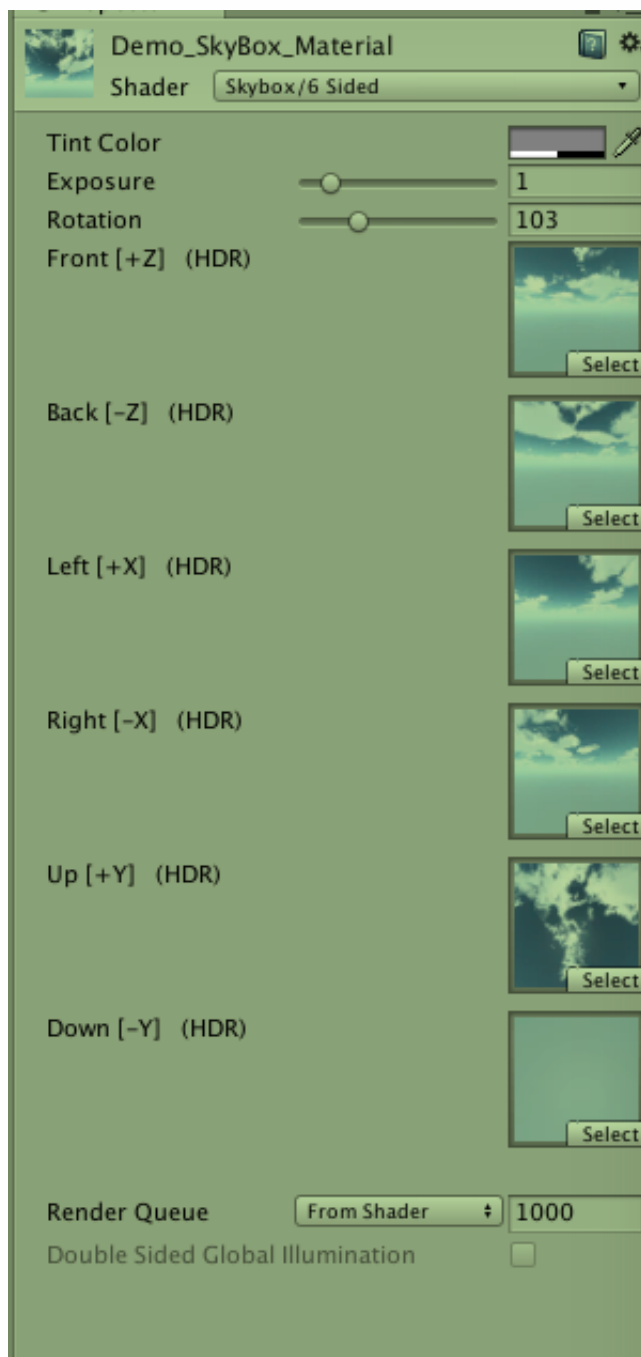 Demo_SkyBox_Material
Shader Skybox/6 Sided
Tint Color
Exposure 1
Rotation 103
Front [+Z] (HDR)
Select
Back [-Z] (HDR)
Select
Left [+X] (HDR)
Select
Right [-X] (HDR)
Select
Up [+Y] (HDR)
Select
Down [-Y] (HDR)
Select
Render Queue From Shader 1000
Double Sided Global Illumination